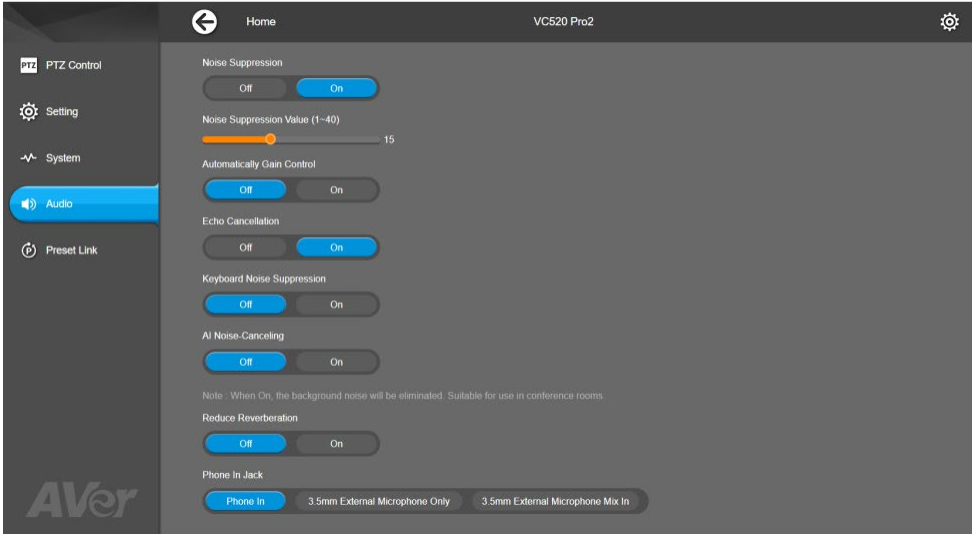 Home
VC520 Pro2
PTZ PTZ Control
Setting
System
Audio
P Preset Link
Noise Suppression
Off On
Noise Suppression Value (1~40)
15
Automatically Gain Control
Off On
Echo Cancellation
Off On
Keyboard Noise Suppression
Off On
AI Noise-Canceling
Off On
Note : When On, the background noise will be eliminated. Suitable for use in conference rooms
Reduce Reverberation
Off On
Phone In Jack
Phone In 3.5mm External Microphone Only 3.5mm External Microphone Mix In
AVer